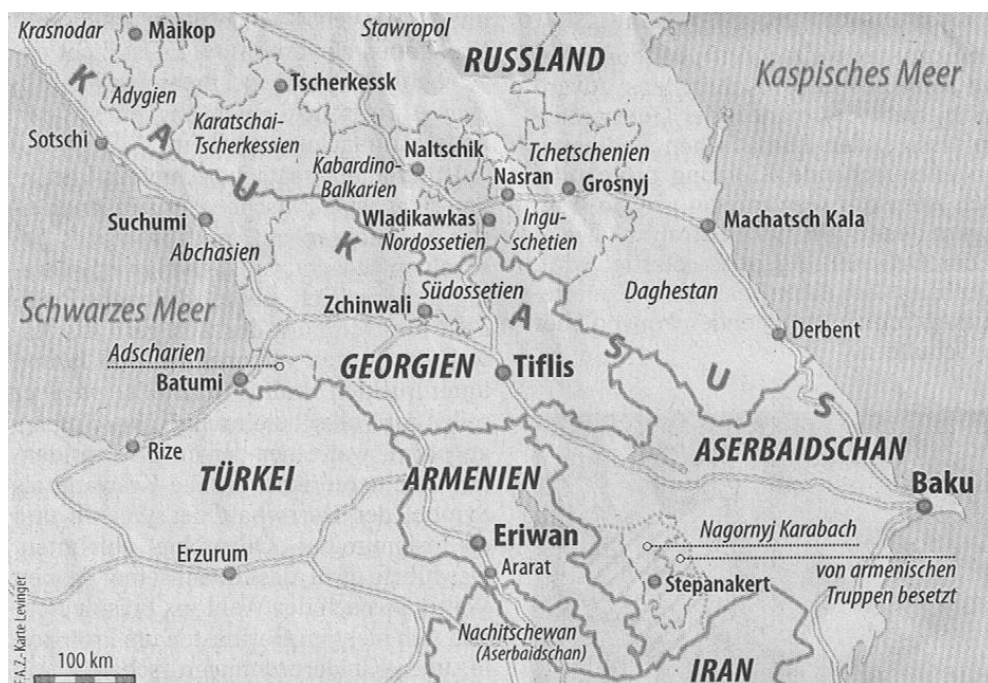 Krasnodar
Maikop
Stawropol
RUSSLAND
Kaspisches Meer
Adygien
Tscherkessk
Karatschai-
Tscherkessien
Sotschi
Kabardino-
Balkarien
Naltschik
Tchetschenien
Nasran
Grosnyj
Suchumi
Abchasien
Wladikawkas
Nordossetien
Ingu-
schetien
Machatsch Kala
KAUKASUS
Schwarzes Meer
Zchinwali
Südossetien
Daghestan
Derbent
Adscharien
Batumi
GEORGIEN
Tiflis
Rize
TÜRKEI
ARMENIEN
ASERBAIDSCHAN
Baku
Eriwan
Ararat
Erzurum
Nagornyj Karabach
von armenischen
Truppen besetzt
Stepanakert
Nachitschewan
(Aserbaidschan)
IRAN
F.A.Z.-Karte Levinger
100 km